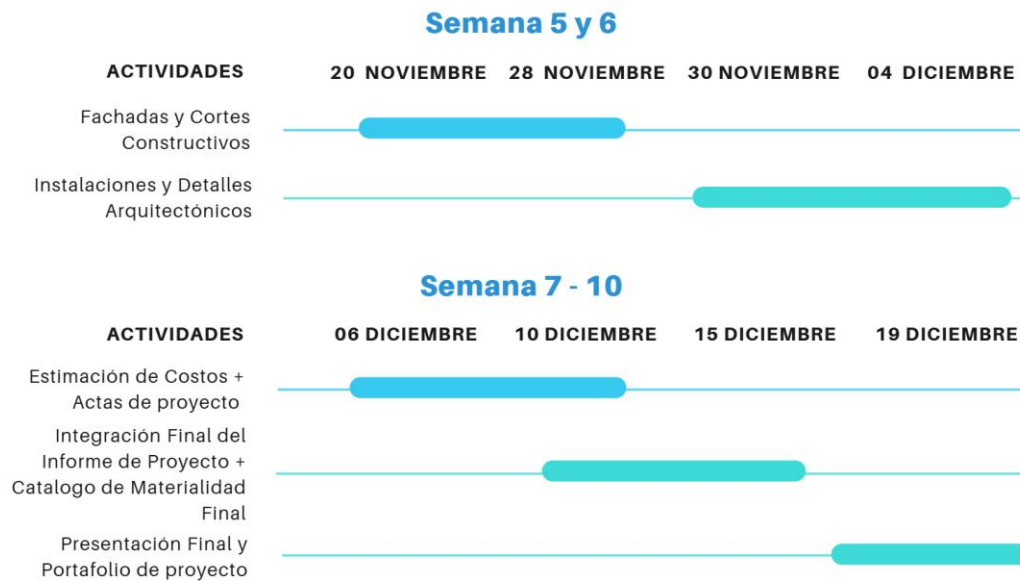 Semana 5 y 6
ACTIVIDADES 20 NOVIEMBRE 28 NOVIEMBRE 30 NOVIEMBRE 04 DICIEMBRE
Fachadas y Cortes
Constructivos
Instalaciones y Detalles
Arquitectónicos
Semana 7 - 10
ACTIVIDADES 06 DICIEMBRE 10 DICIEMBRE 15 DICIEMBRE 19 DICIEMBRE
Estimación de Costos +
Actas de proyecto
Integración Final del
Informe de Proyecto +
Catalogo de Materialidad
Final
Presentación Final y
Portafolio de proyecto